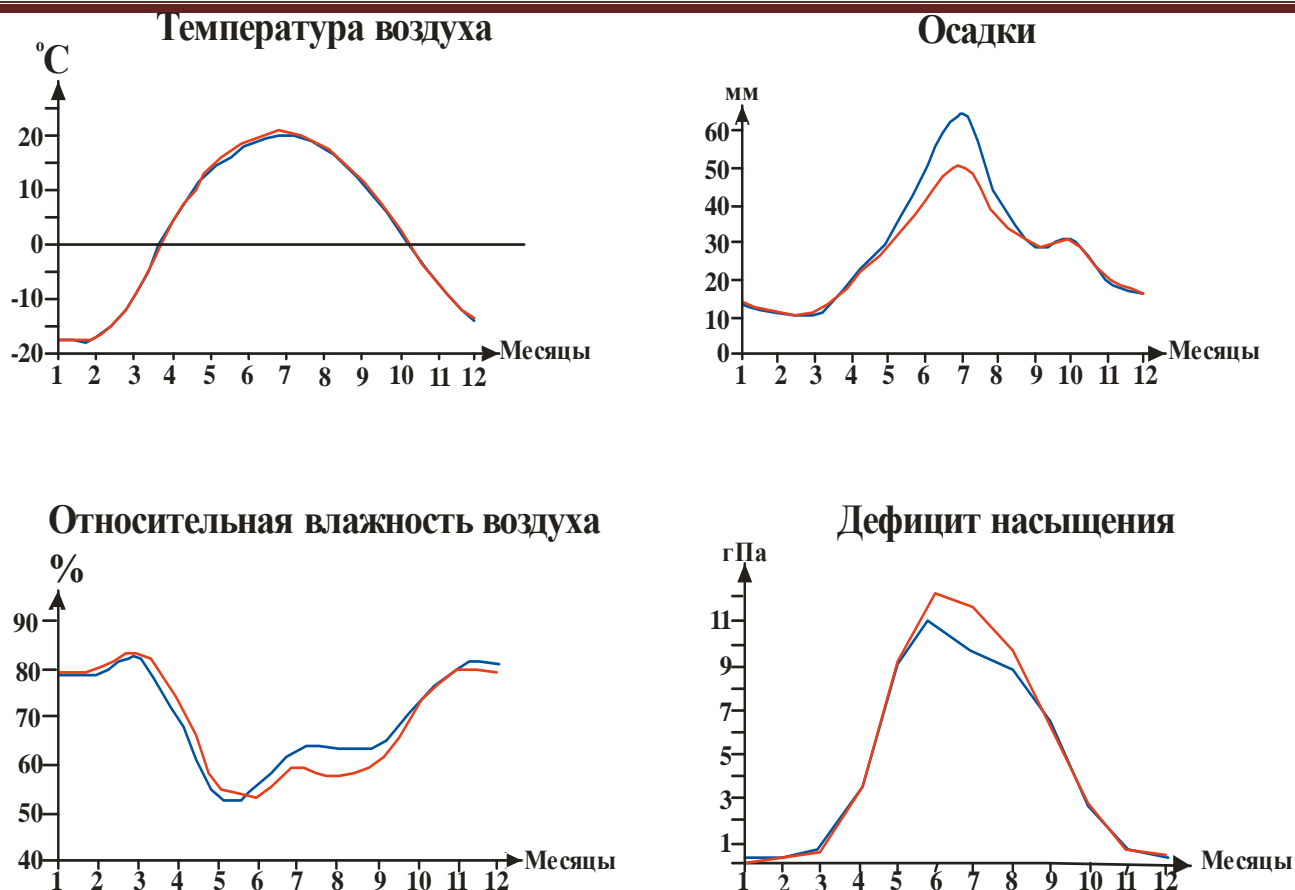 Температура воздуха
°C
20
10
0
-10
-20
1 2 3 4 5 6 7 8 9 10 11 12
Месяцы
Осадки
мм
60
50
40
30
20
10
0
1 2 3 4 5 6 7 8 9 10 11 12
Месяцы
Относительная влажность воздуха
%
90
80
70
60
50
40
1 2 3 4 5 6 7 8 9 10 11 12
Месяцы
Дефицит насыщения
гПа
11
9
7
5
3
1
1 2 3 4 5 6 7 8 9 10 11 12
Месяцы